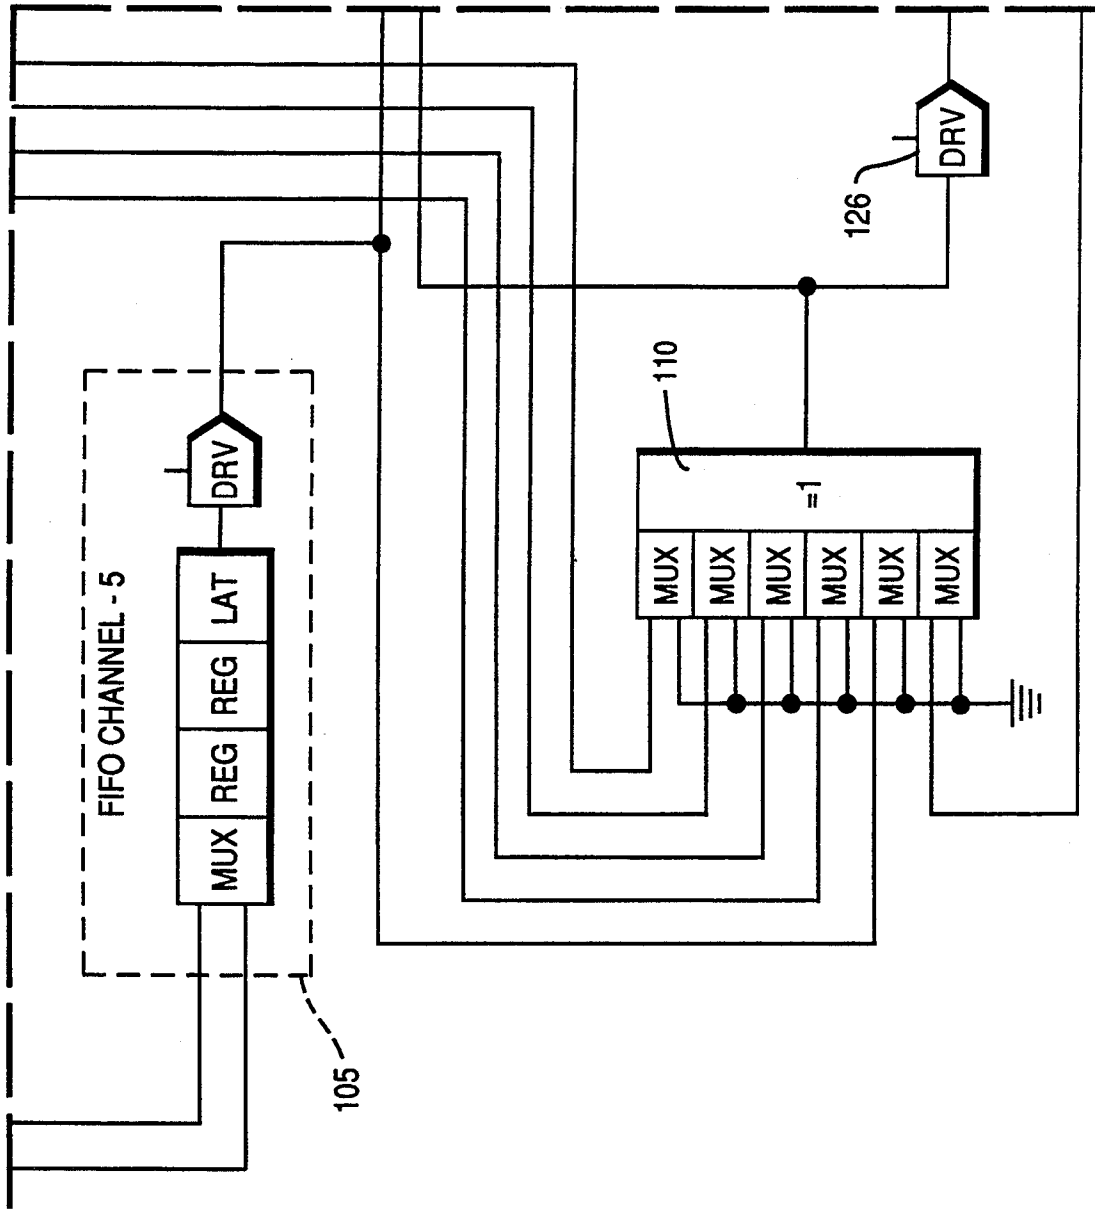 FIFO CHANNEL - 5
MUX REG REG LAT
DRV
105
MUX
MUX
MUX
MUX
MUX
MUX
=1
110
126
DRV